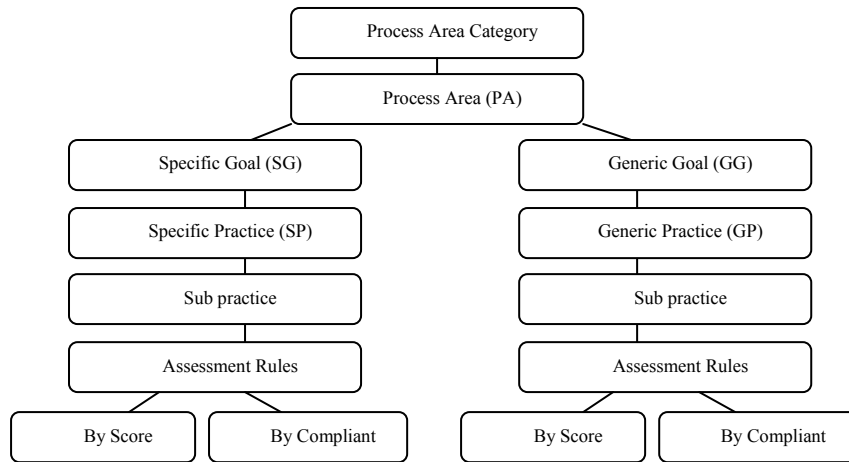 Process Area Category
Process Area (PA)
Specific Goal (SG)
Generic Goal (GG)
Specific Practice (SP)
Generic Practice (GP)
Sub practice
Sub practice
Assessment Rules
Assessment Rules
By Score
By Compliant
By Score
By Compliant